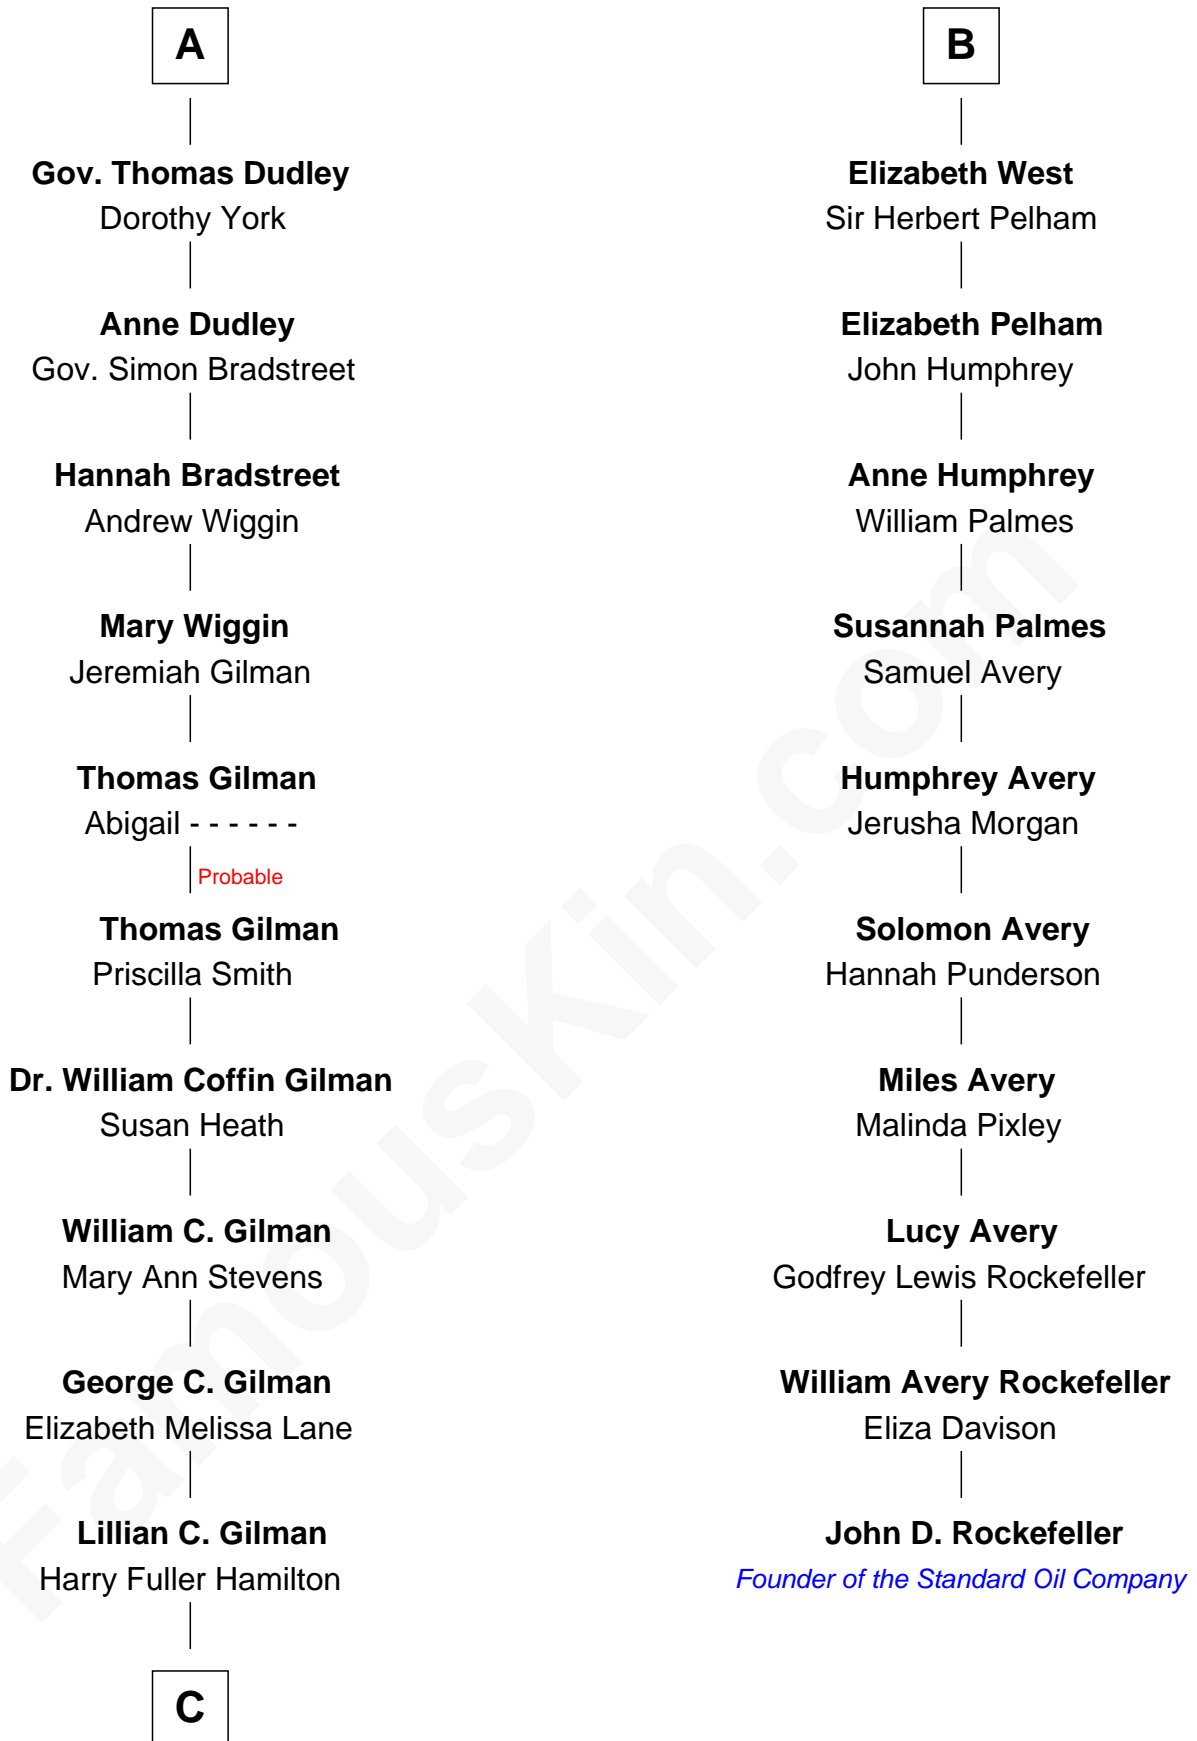 A
Gov. Thomas Dudley
Dorothy York
Anne Dudley
Gov. Simon Bradstreet
Hannah Bradstreet
Andrew Wiggin
Mary Wiggin
Jeremiah Gilman
Thomas Gilman
Abigail - - - - - -
Probable
Thomas Gilman
Priscilla Smith
Dr. William Coffin Gilman
Susan Heath
William C. Gilman
Mary Ann Stevens
George C. Gilman
Elizabeth Melissa Lane
Lillian C. Gilman
Harry Fuller Hamilton
C
B
Elizabeth West
Sir Herbert Pelham
Elizabeth Pelham
John Humphrey
Anne Humphrey
William Palmes
Susannah Palmes
Samuel Avery
Humphrey Avery
Jerusha Morgan
Solomon Avery
Hannah Punderson
Miles Avery
Malinda Pixley
Lucy Avery
Godfrey Lewis Rockefeller
William Avery Rockefeller
Eliza Davison
John D. Rockefeller
Founder of the Standard Oil Company
FamousKin.com